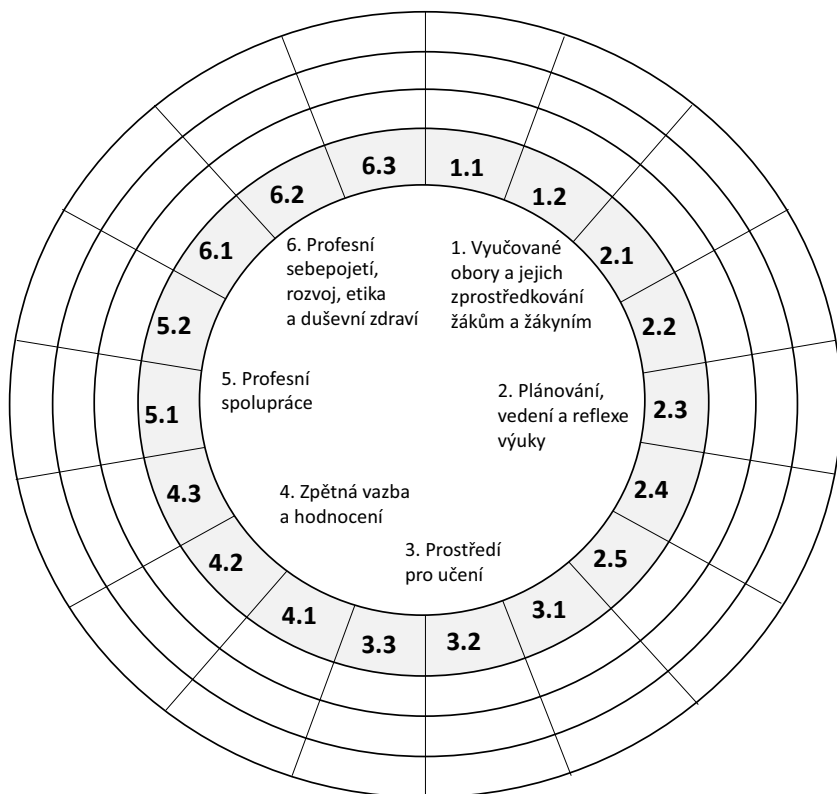 6.3
1.1
6.2
1.2
6.1
2.1
5.2
2.2
5.1
2.3
4.3
2.4
4.2
2.5
4.1
3.1
3.3
3.2
6. Profesní
sebepojetí,
rozvoj, etika
a duševní zdraví
1. Vyučované
obory a jejich
zprostředkování
žákům a žákyním
5. Profesní
spolupráce
2. Plánování,
vedení a reflexe
výuky
4. Zpětná vazba
a hodnocení
3. Prostředí
pro učení